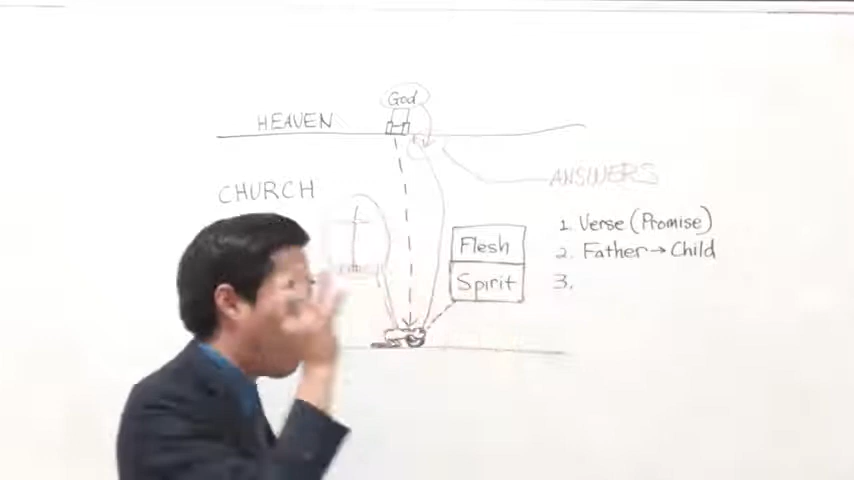 God
HEAVEN
CHURCH
ANSWERS
1. Verse (Promise)
2. Father → Child
3.
Flesh
Spirit